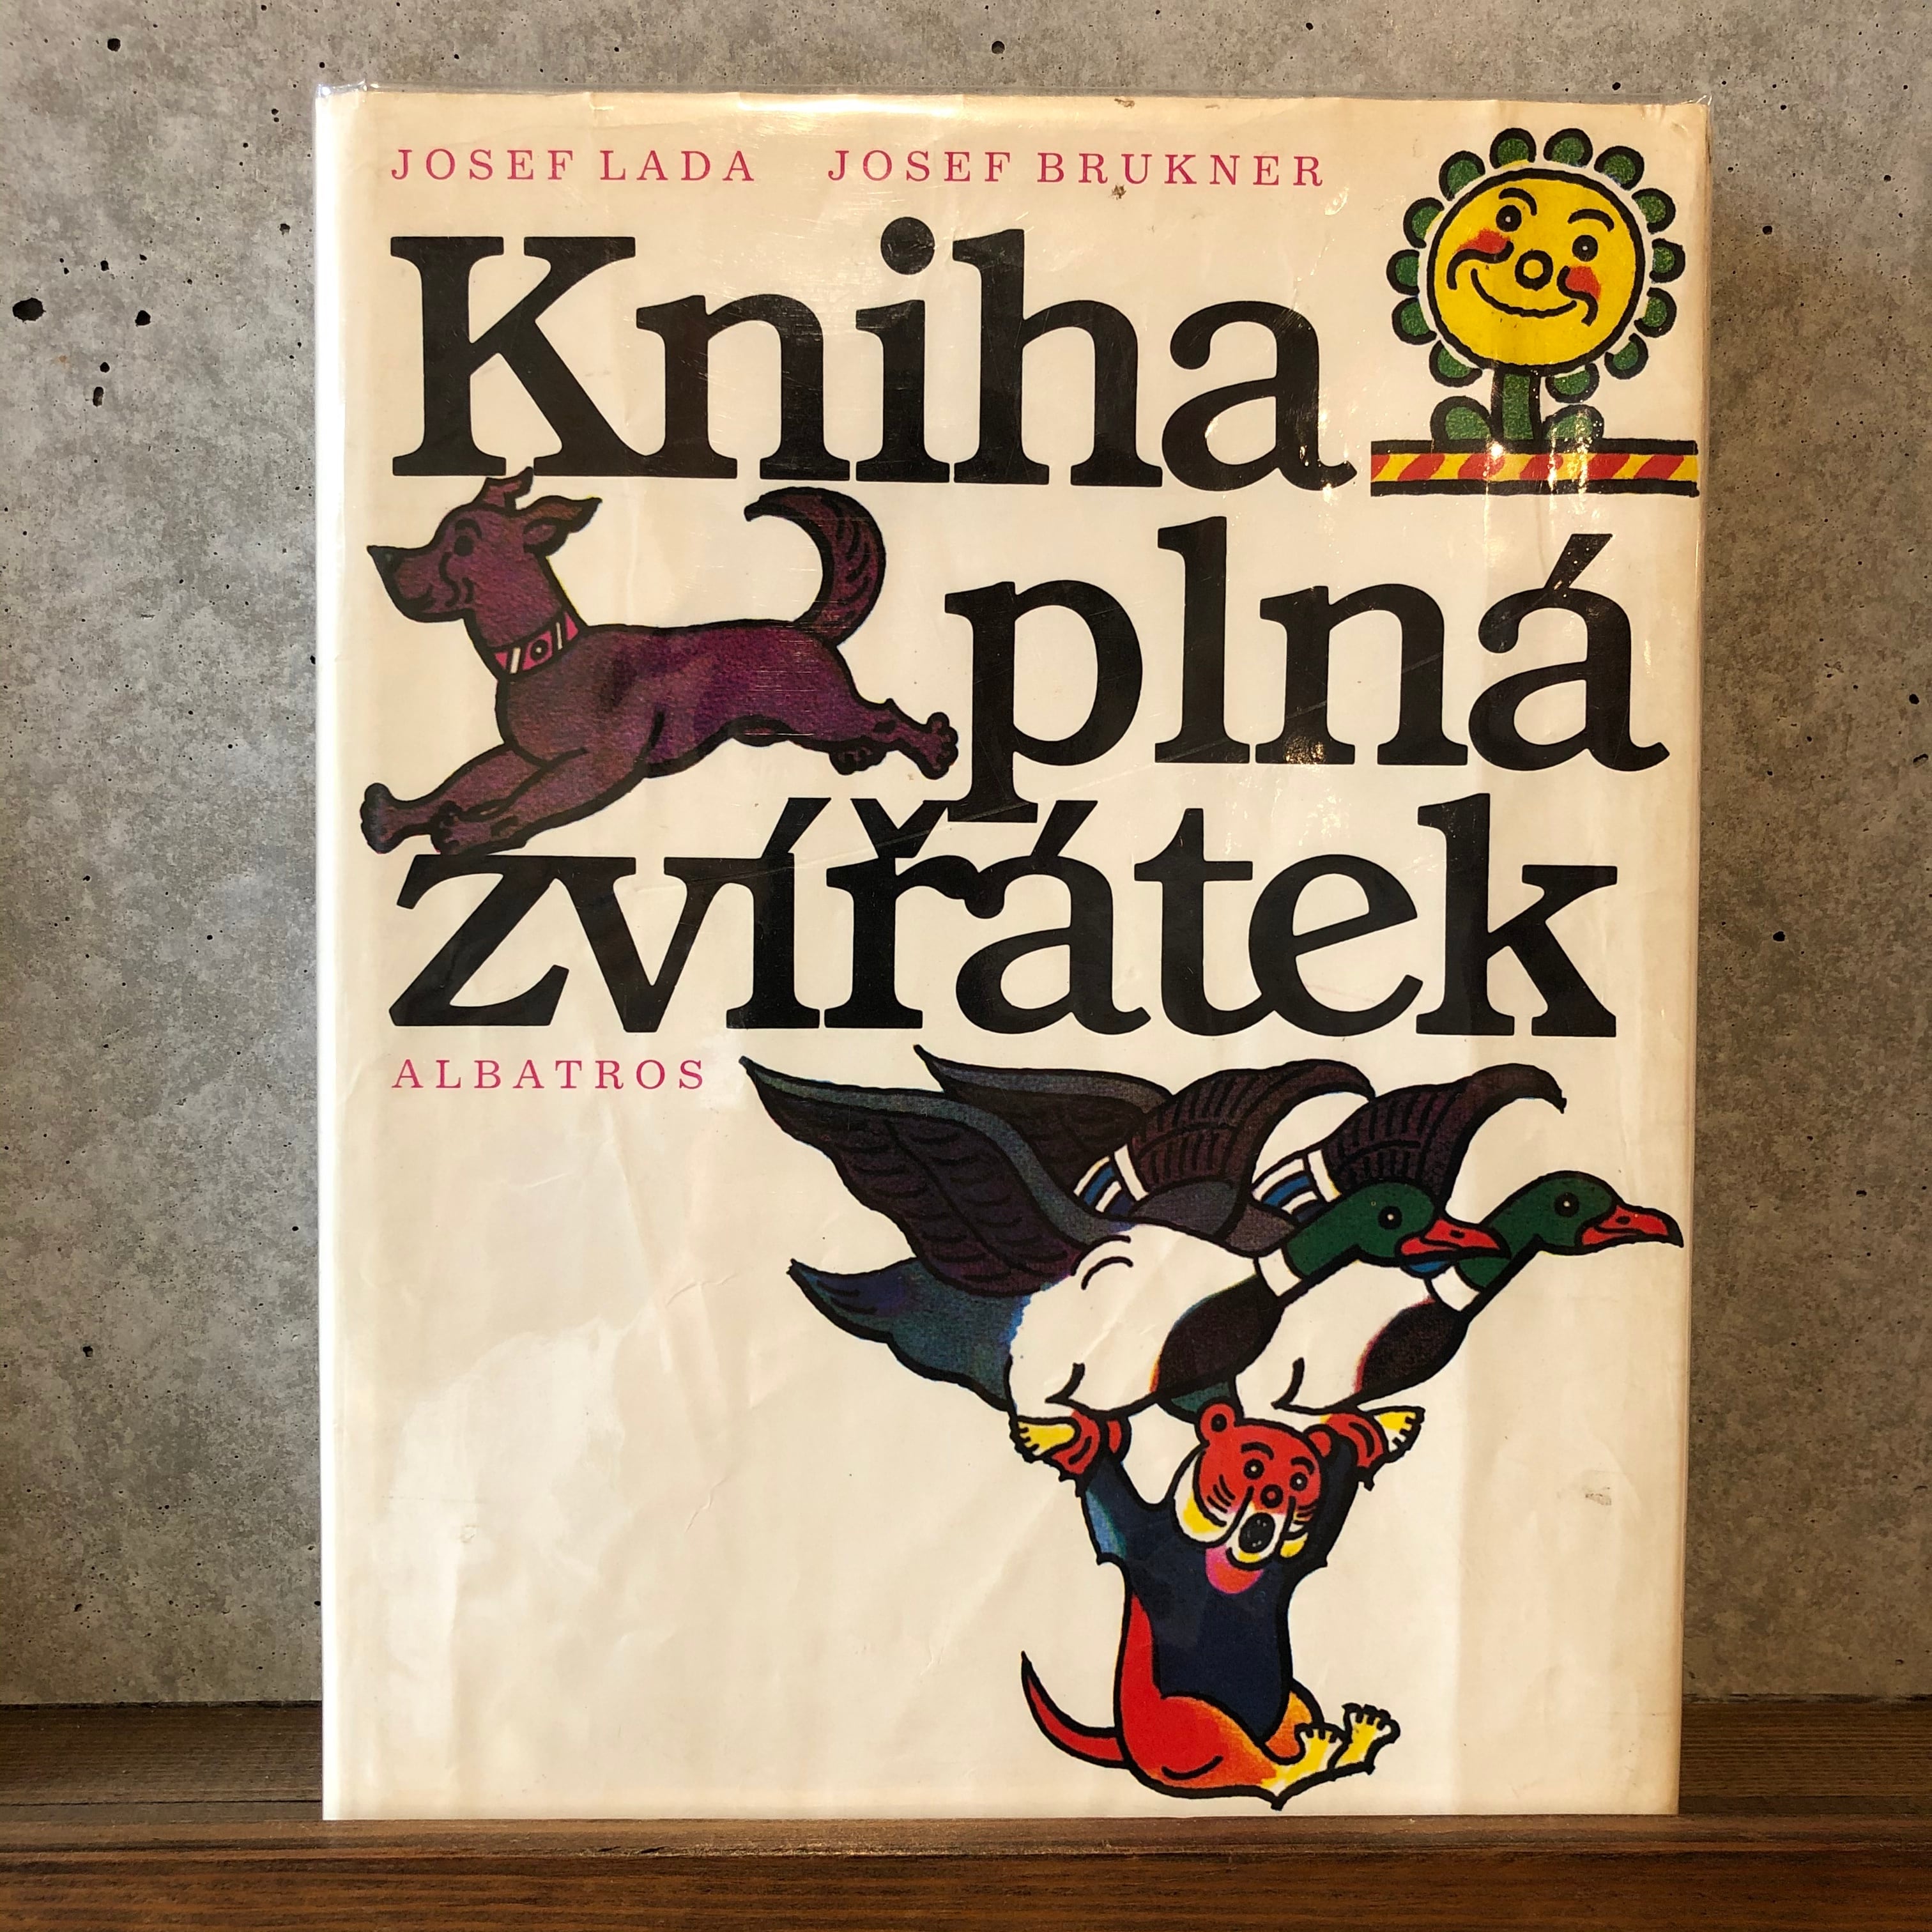 JOSEF LADA JOSEF BRUKNER
Kniha
plná
zvířátek
ALBATROS